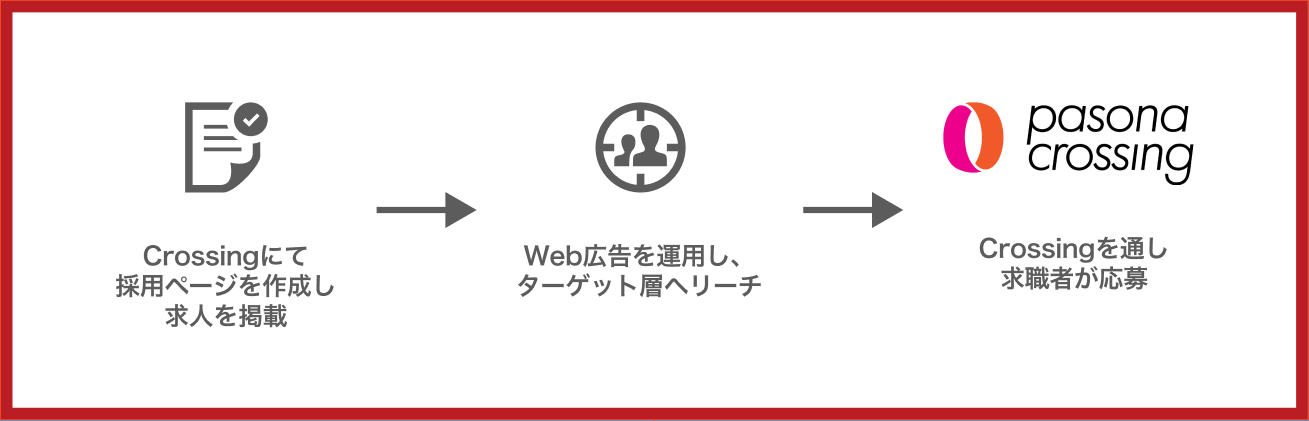 Crossingにて
採用ページを作成し
求人を掲載
Web広告を運用し、
ターゲット層へリーチ
pasona
crossing
Crossingを通し
求職者が応募